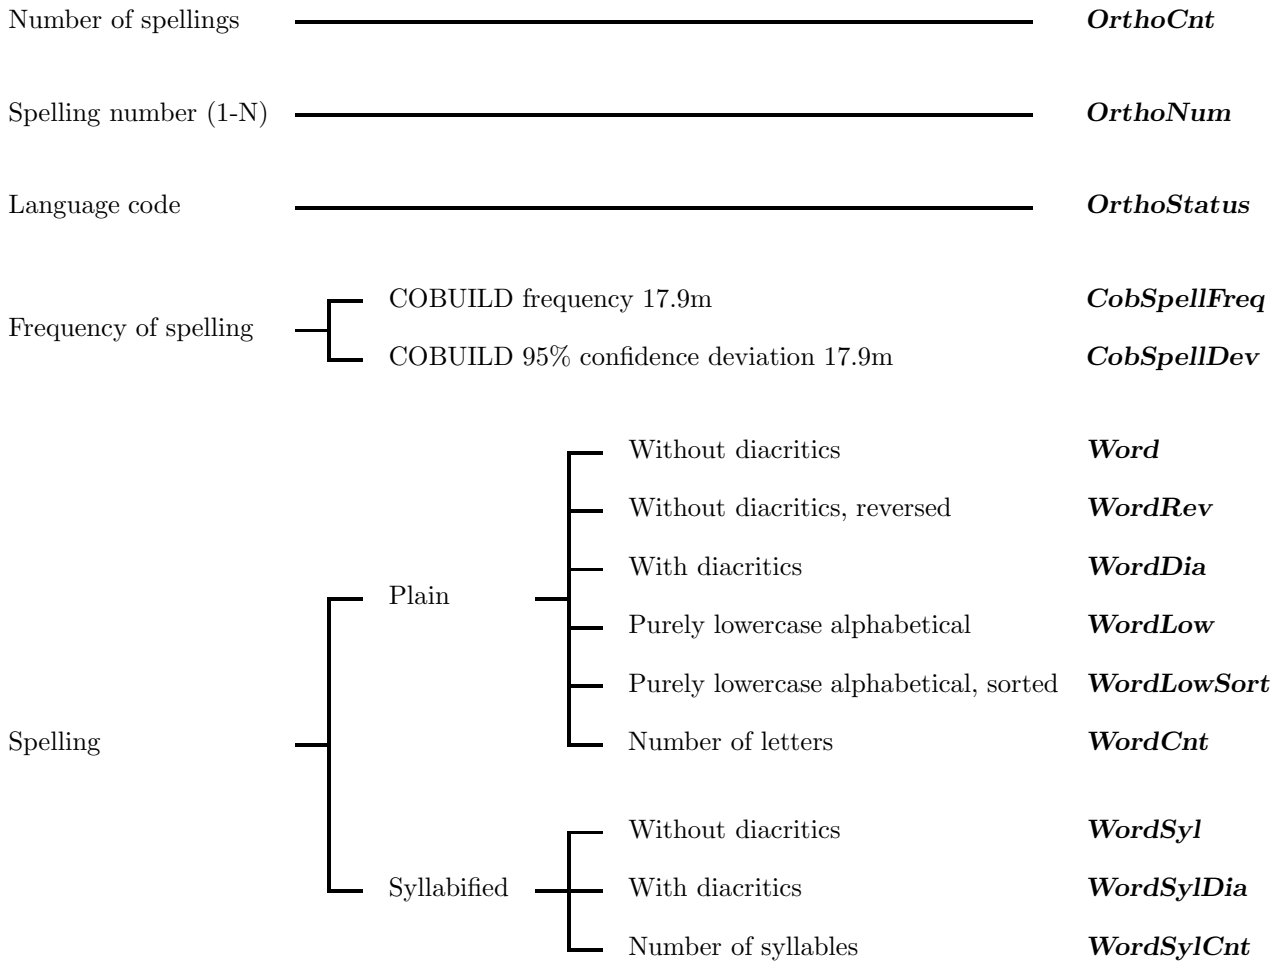 Number of spellings OrthoCnt
Spelling number (1-N) OrthoNum
Language code OrthoStatus
COBUILD frequency 17.9m CobSpellFreq
Frequency of spelling
COBUILD 95% confidence deviation 17.9m CobSpellDev
Without diacritics Word
Without diacritics, reversed WordRev
With diacritics WordDia
Plain
Purely lowercase alphabetical WordLow
Purely lowercase alphabetical, sorted WordLowSort
Spelling Number of letters WordCnt
Without diacritics WordSyl
Syllabified With diacritics WordSylDia
Number of syllables WordSylCnt